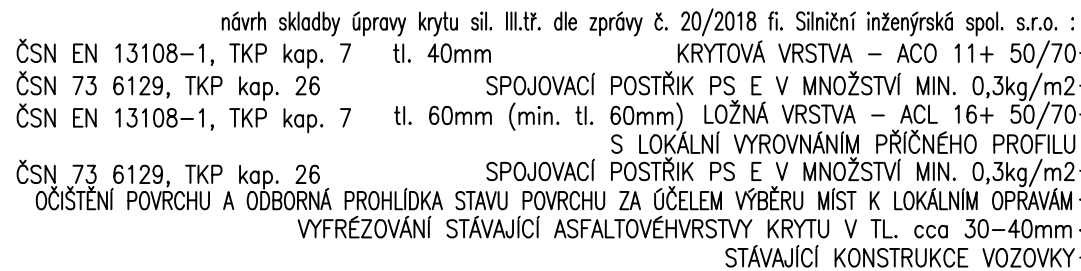 návrh skladby úpravy krytu sil. III.tř. dle zprávy č. 20/2018 fi. Silniční inženýrská spol. s.r.o. :
ČSN EN 13108-1, TKP kap. 7 tl. 40mm KRYTOVÁ VRSTVA - ACO 11+ 50/70
ČSN 73 6129, TKP kap. 26 SPOJOVACÍ POSTŘIK PS E V MNOŽSTVÍ MIN. 0,3kg/m2
ČSN EN 13108-1, TKP kap. 7 tl. 60mm (min. tl. 60mm) LOŽNÁ VRSTVA - ACL 16+ 50/70
S LOKÁLNÍ VYROVNÁNÍM PŘÍČNÉHO PROFILU
ČSN 73 6129, TKP kap. 26 SPOJOVACÍ POSTŘIK PS E V MNOŽSTVÍ MIN. 0,3kg/m2
OČIŠTĚNÍ POVRCHU A ODBORNÁ PROHLÍDKA STAVU POVRCHU ZA ÚČELEM VÝBĚRU MÍST K LOKÁLNÍM OPRAVÁM
VYFRÉZOVÁNÍ STÁVAJÍCÍ ASFALTOVÉHVRSTVY KRYTU V TL. cca 30-40mm
STÁVAJÍCÍ KONSTRUKCE VOZOVKY